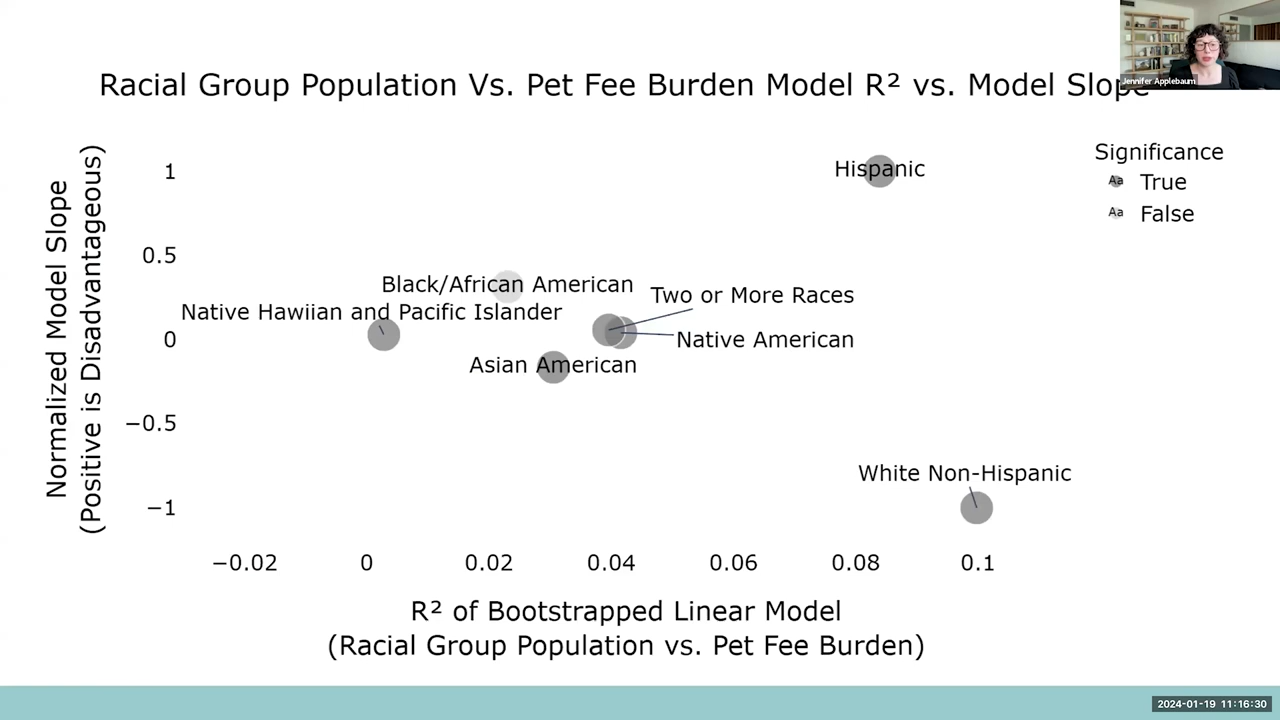 Jennifer Applebaum
Racial Group Population Vs. Pet Fee Burden Model R² vs. Model Slope
Normalized Model Slope
(Positive is Disadvantageous)
1
0.5
0
−0.5
−1
Hispanic
Black/African American
Native Hawiian and Pacific Islander
Two or More Races
Native American
Asian American
White Non-Hispanic
Significance
Aa True
Aa False
−0.02 0 0.02 0.04 0.06 0.08 0.1
R² of Bootstrapped Linear Model
(Racial Group Population vs. Pet Fee Burden)
2024-01-19 11:16:30